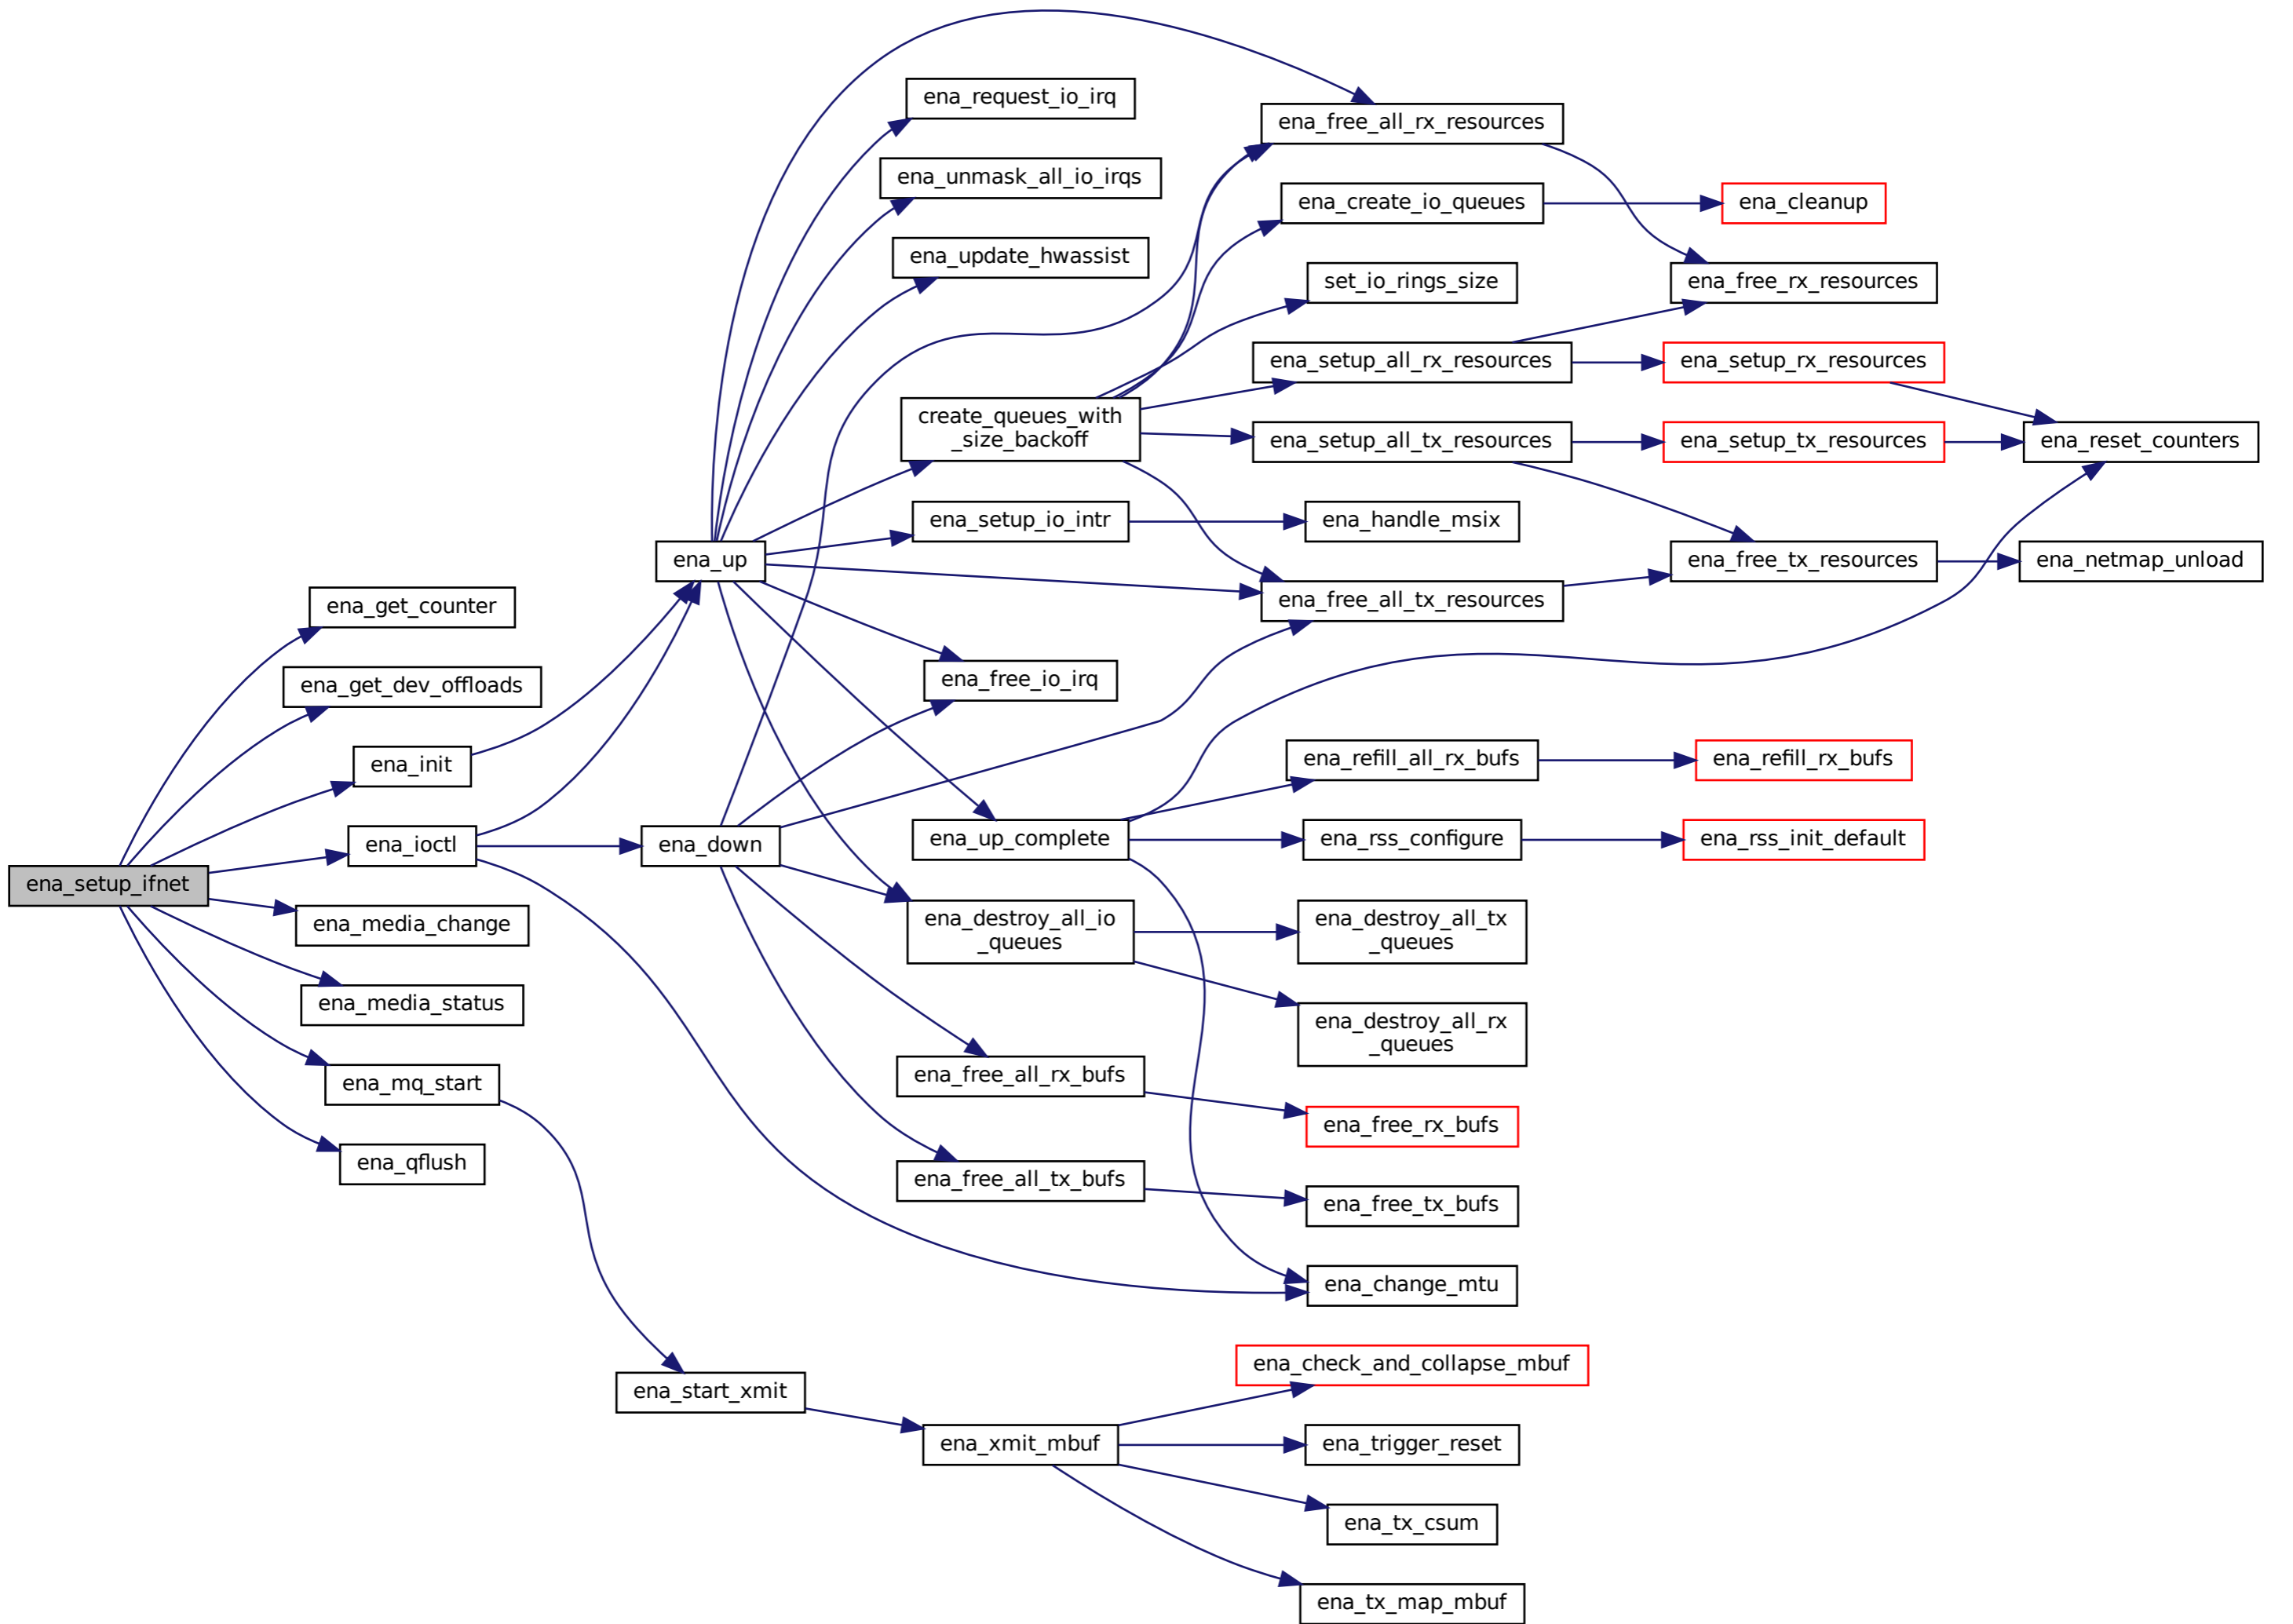 ena_setup_ifnet
ena_get_counter
ena_get_dev_offloads
ena_init
ena_ioctl
ena_media_change
ena_media_status
ena_mq_start
ena_qflush
ena_up
ena_down
ena_start_xmit
ena_request_io_irq
ena_unmask_all_io_irqs
ena_update_hwassist
create_queues_with
_size_backoff
ena_setup_io_intr
ena_free_io_irq
ena_up_complete
ena_destroy_all_io
_queues
ena_free_all_rx_bufs
ena_free_all_tx_bufs
ena_xmit_mbuf
ena_free_all_rx_resources
ena_create_io_queues
set_io_rings_size
ena_setup_all_rx_resources
ena_setup_all_tx_resources
ena_handle_msix
ena_free_all_tx_resources
ena_refill_all_rx_bufs
ena_rss_configure
ena_destroy_all_tx
_queues
ena_destroy_all_rx
_queues
ena_free_rx_bufs
ena_free_tx_bufs
ena_change_mtu
ena_check_and_collapse_mbuf
ena_trigger_reset
ena_tx_csum
ena_tx_map_mbuf
ena_cleanup
ena_free_rx_resources
ena_setup_rx_resources
ena_setup_tx_resources
ena_free_tx_resources
ena_refill_rx_bufs
ena_rss_init_default
ena_reset_counters
ena_netmap_unload